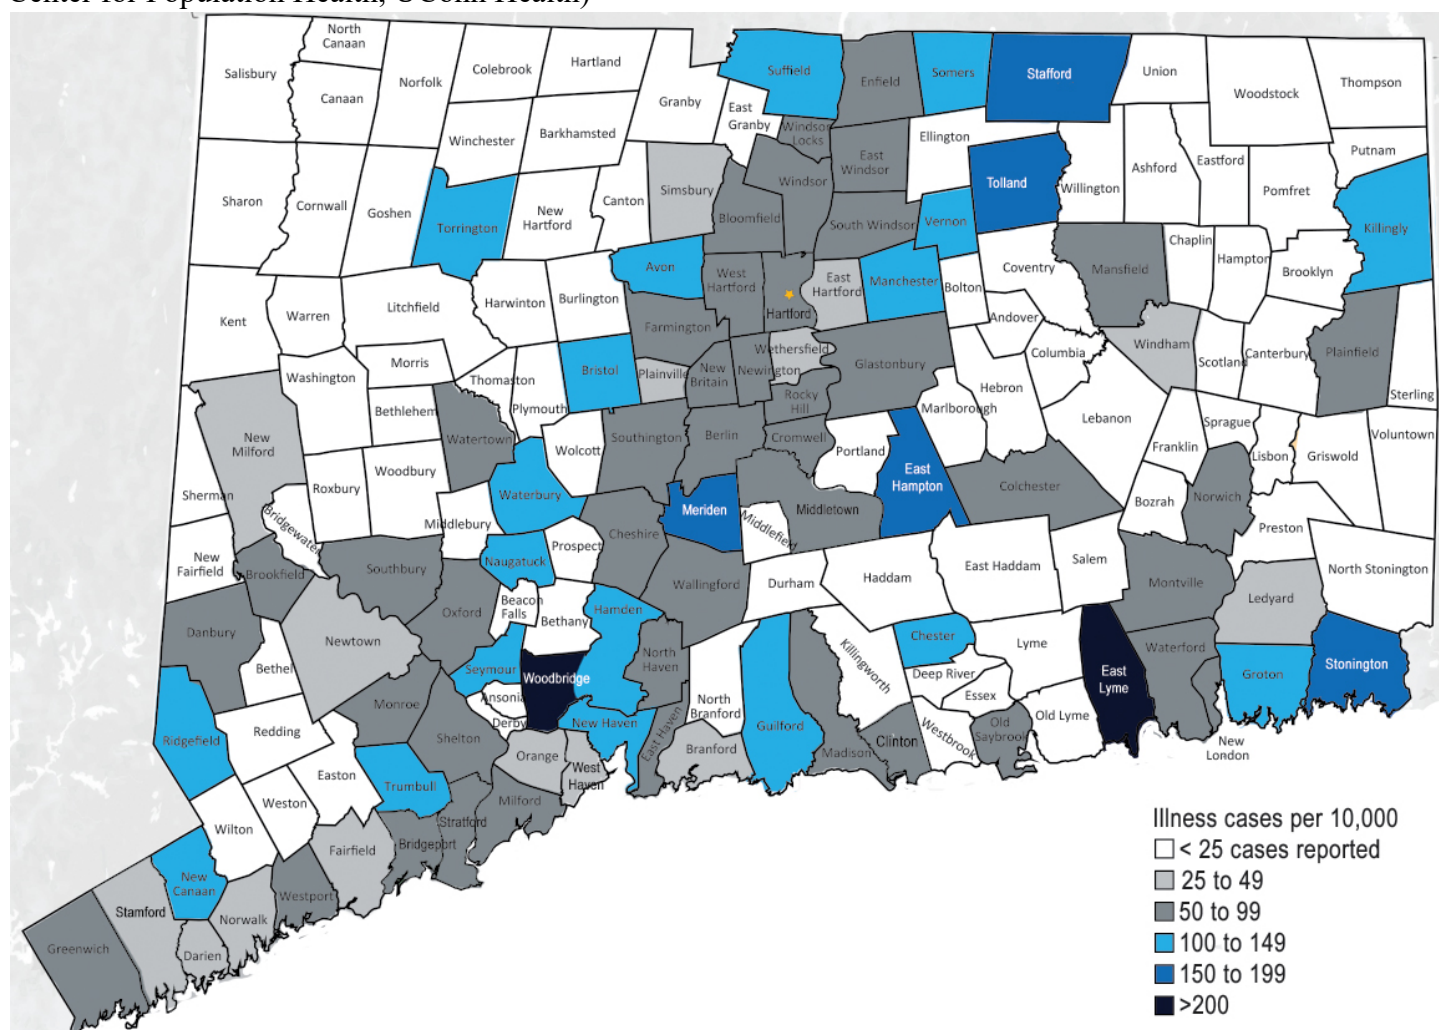 Center for Population Health, UConn Health)
North
Canaan
Salisbury
Canaan
Norfolk
Colebrook
Hartland
Granby
East
Granby
Suffield
Enfield
Somers
Stafford
Union
Woodstock
Thompson
Winchester
Barkhamsted
Windsor
Locks
East
Windsor
Ellington
Putnam
Sharon
Cornwall
Goshen
Torrington
New
Hartford
Canton
Simsbury
Bloomfield
Windsor
South Windsor
Vernon
Tolland
Willington
Ashford
Eastford
Pomfret
Killingly
Kent
Warren
Litchfield
Harwinton
Burlington
Avon
West
Hartford
Hartford
East
Hartford
Manchester
Bolton
Coventry
Mansfield
Chaplin
Hampton
Brooklyn
Andover
Farmington
Washington
Morris
Bethlehem
Thomaston
Plymouth
Bristol
Plainville
New
Britain
Newington
Wethersfield
Rocky
Hill
Glastonbury
Columbia
Hebron
Marlborough
Windham
Scotland
Canterbury
Plainfield
Sterling
New
Milford
Watertown
Wolcott
Southington
Berlin
Cromwell
Portland
East
Hampton
Lebanon
Franklin
Sprague
Lisbon
Griswold
Voluntown
Sherman
Roxbury
Woodbury
Bridgewater
Middlebury
Waterbury
Meriden
Middlefield
Middletown
Colchester
Bozrah
Norwich
Preston
New
Fairfield
Brookfield
Southbury
Naugatuck
Prospect
Cheshire
Wallingford
Durham
Haddam
East Haddam
Salem
Montville
Ledyard
North Stonington
Danbury
Bethel
Newtown
Oxford
Beacon
Falls
Bethany
Hamden
North
Haven
Killingworth
Chester
Deep River
Essex
Lyme
East
Lyme
Waterford
Groton
Stonington
Ridgefield
Redding
Monroe
Seymour
Ansonia
Derby
Woodbridge
New Haven
East Haven
North
Branford
Branford
Guilford
Madison
Clinton
Westbrook
Old
Saybrook
Old Lyme
New
London
Wilton
Weston
Easton
Trumbull
Shelton
Orange
West
Haven
Milford
Stratford
Bridgeport
Fairfield
Westport
Norwalk
New
Canaan
Darien
Stamford
Greenwich
Illness cases per 10,000
< 25 cases reported
25 to 49
50 to 99
100 to 149
150 to 199
>200